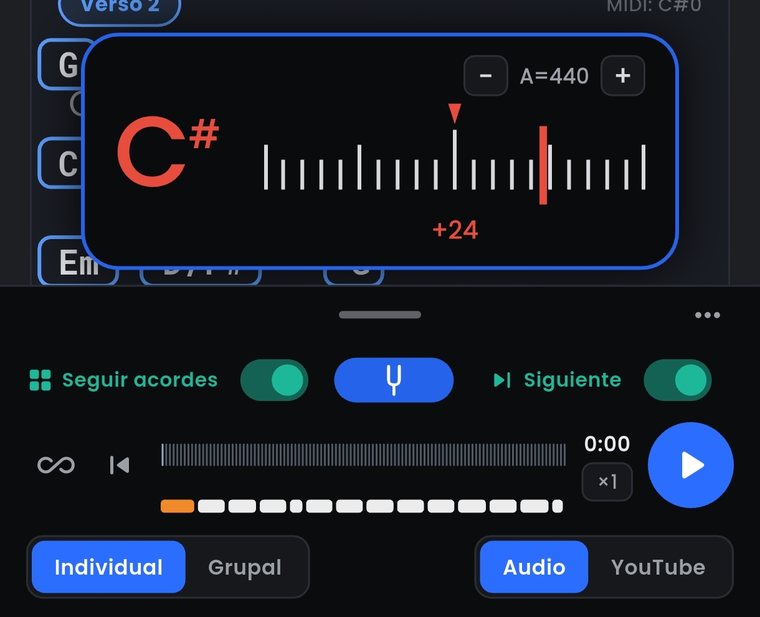 Verso 2
MIDI: C#0
G
− A=440 +
C#
C
+24
Em
Seguir acordes
Siguiente
0:00
×1
Individual Grupal
Audio YouTube